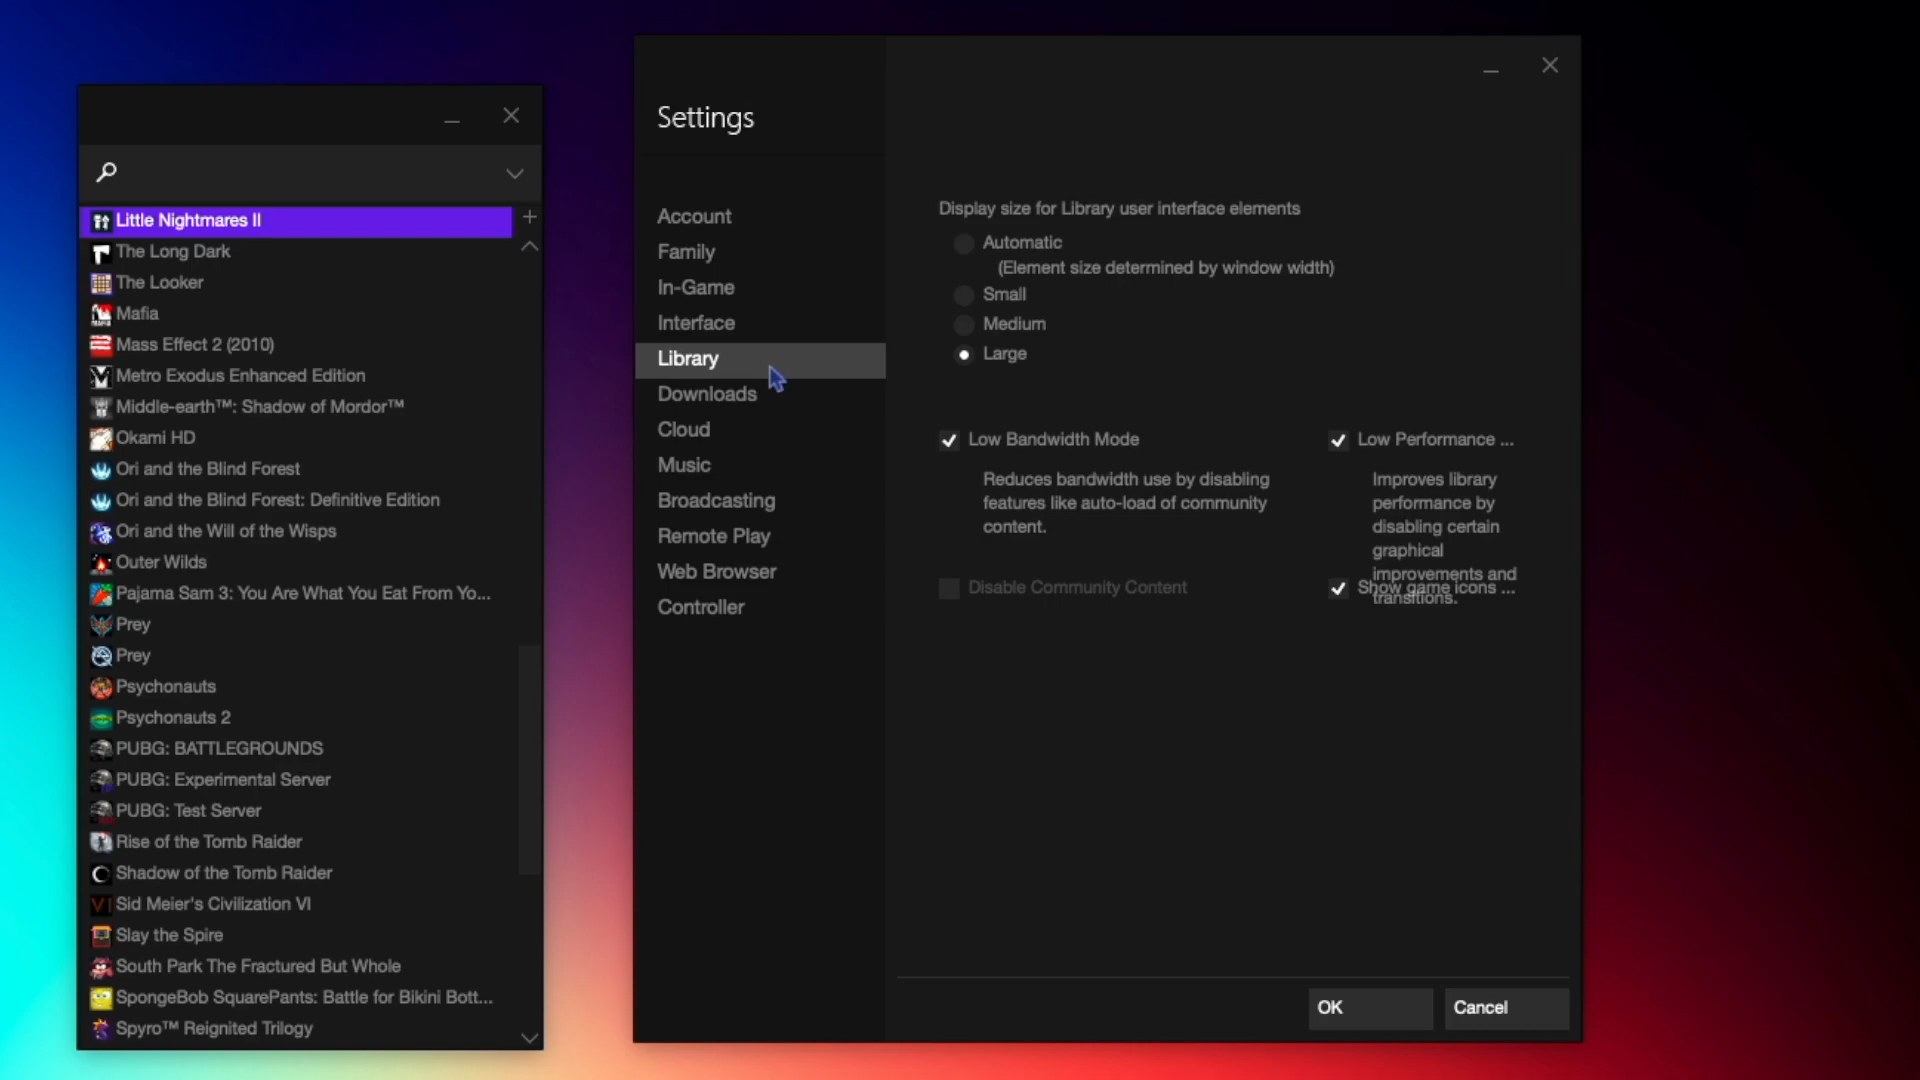 Little Nightmares II
The Long Dark
The Looker
Mafia
Mass Effect 2 (2010)
Metro Exodus Enhanced Edition
Middle-earth™: Shadow of Mordor™
Okami HD
Ori and the Blind Forest
Ori and the Blind Forest: Definitive Edition
Ori and the Will of the Wisps
Outer Wilds
Pajama Sam 3: You Are What You Eat From Yo...
Prey
Prey
Psychonauts
Psychonauts 2
PUBG: BATTLEGROUNDS
PUBG: Experimental Server
PUBG: Test Server
Rise of the Tomb Raider
Shadow of the Tomb Raider
Sid Meier's Civilization VI
Slay the Spire
South Park The Fractured But Whole
SpongeBob SquarePants: Battle for Bikini Bott...
Spyro™ Reignited Trilogy
Settings
Account
Family
In-Game
Interface
Library
Downloads
Cloud
Music
Broadcasting
Remote Play
Web Browser
Controller
Display size for Library user interface elements
Automatic
(Element size determined by window width)
Small
Medium
Large
Low Bandwidth Mode
Reduces bandwidth use by disabling
features like auto-load of community
content.
Low Performance ...
Improves library
performance by
disabling certain
graphical
improvements and
transitions.
Disable Community Content
Show game icons ...
OK
Cancel